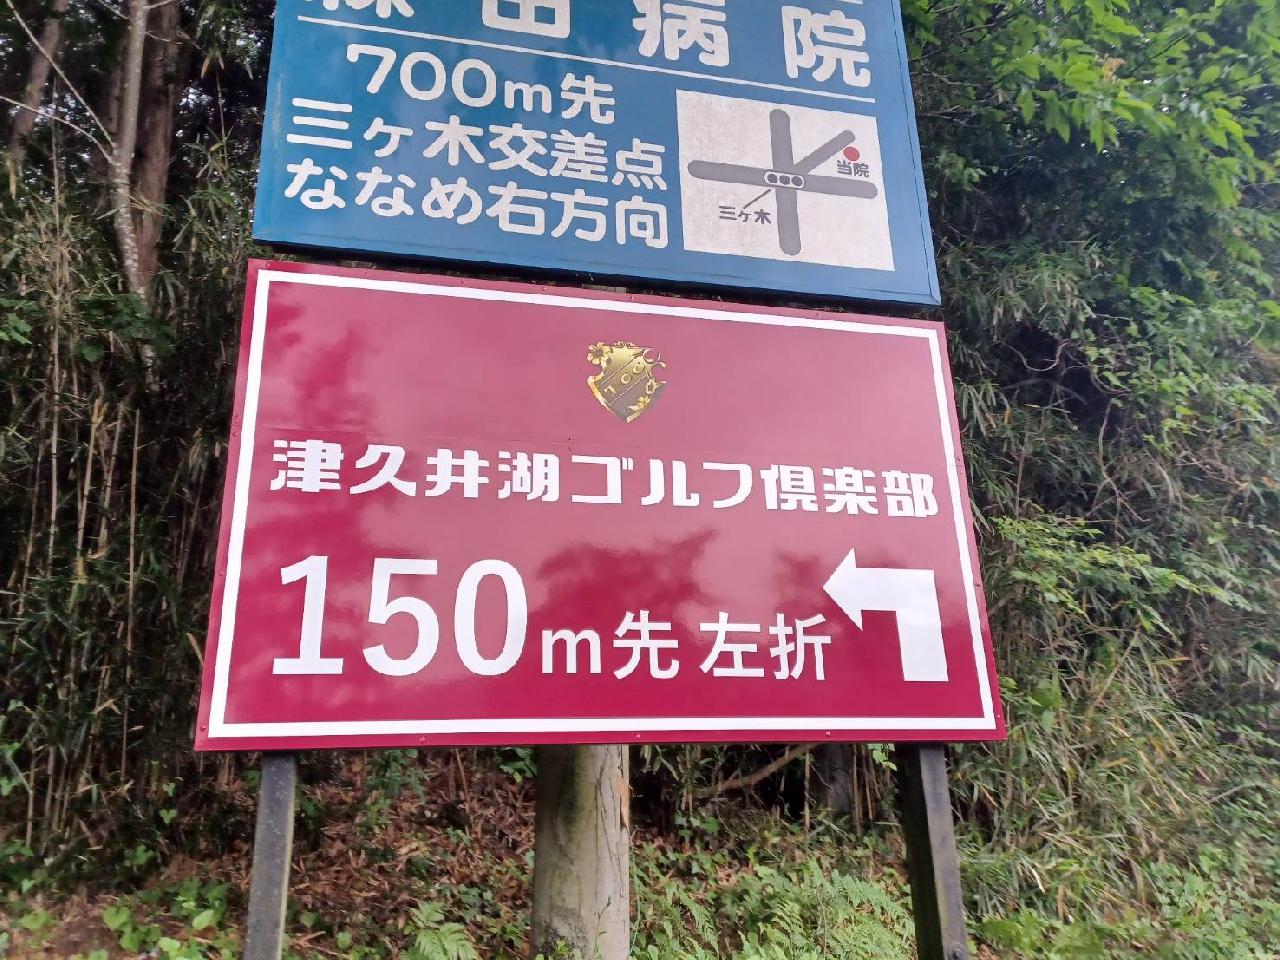 田病院
700m先
三ヶ木交差点
ななめ右方向
当院
三ヶ木
津久井湖ゴルフ倶楽部
150m先 左折